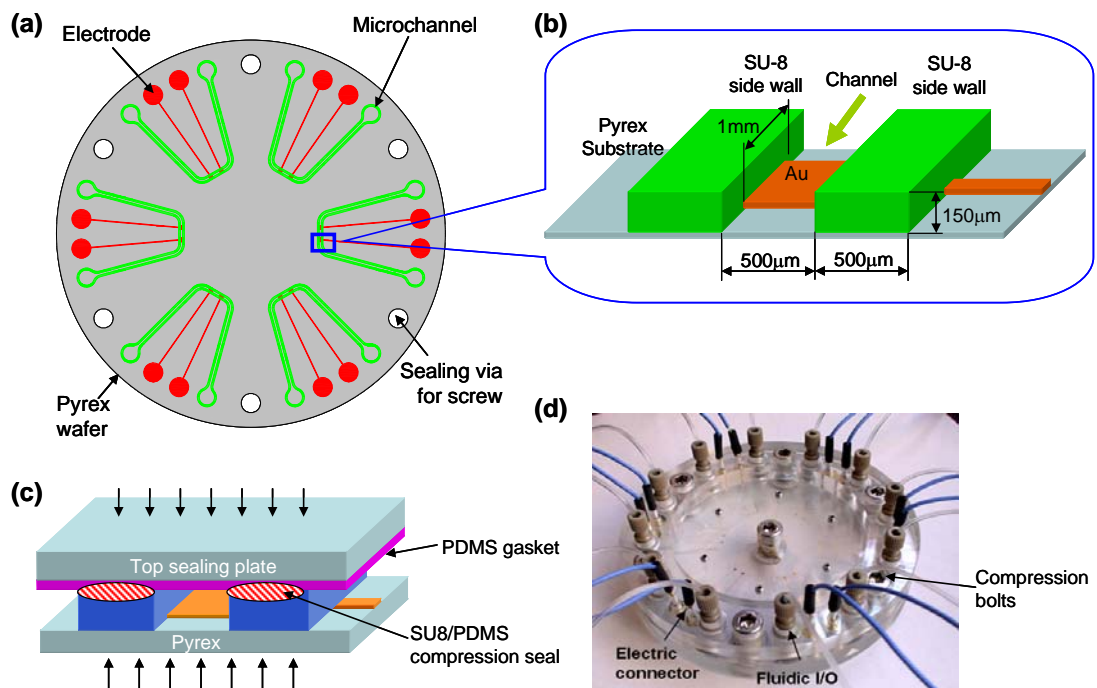 (a)
Electrode
Microchannel
Pyrex
wafer
Sealing via
for screw
(b)
SU-8
side wall
Channel
SU-8
side wall
Pyrex
Substrate
1mm
Au
150μm
500μm
500μm
(c)
Top sealing plate
PDMS gasket
Pyrex
SU8/PDMS
compression seal
(d)
Compression
bolts
Electric
connector
Fluidic I/O